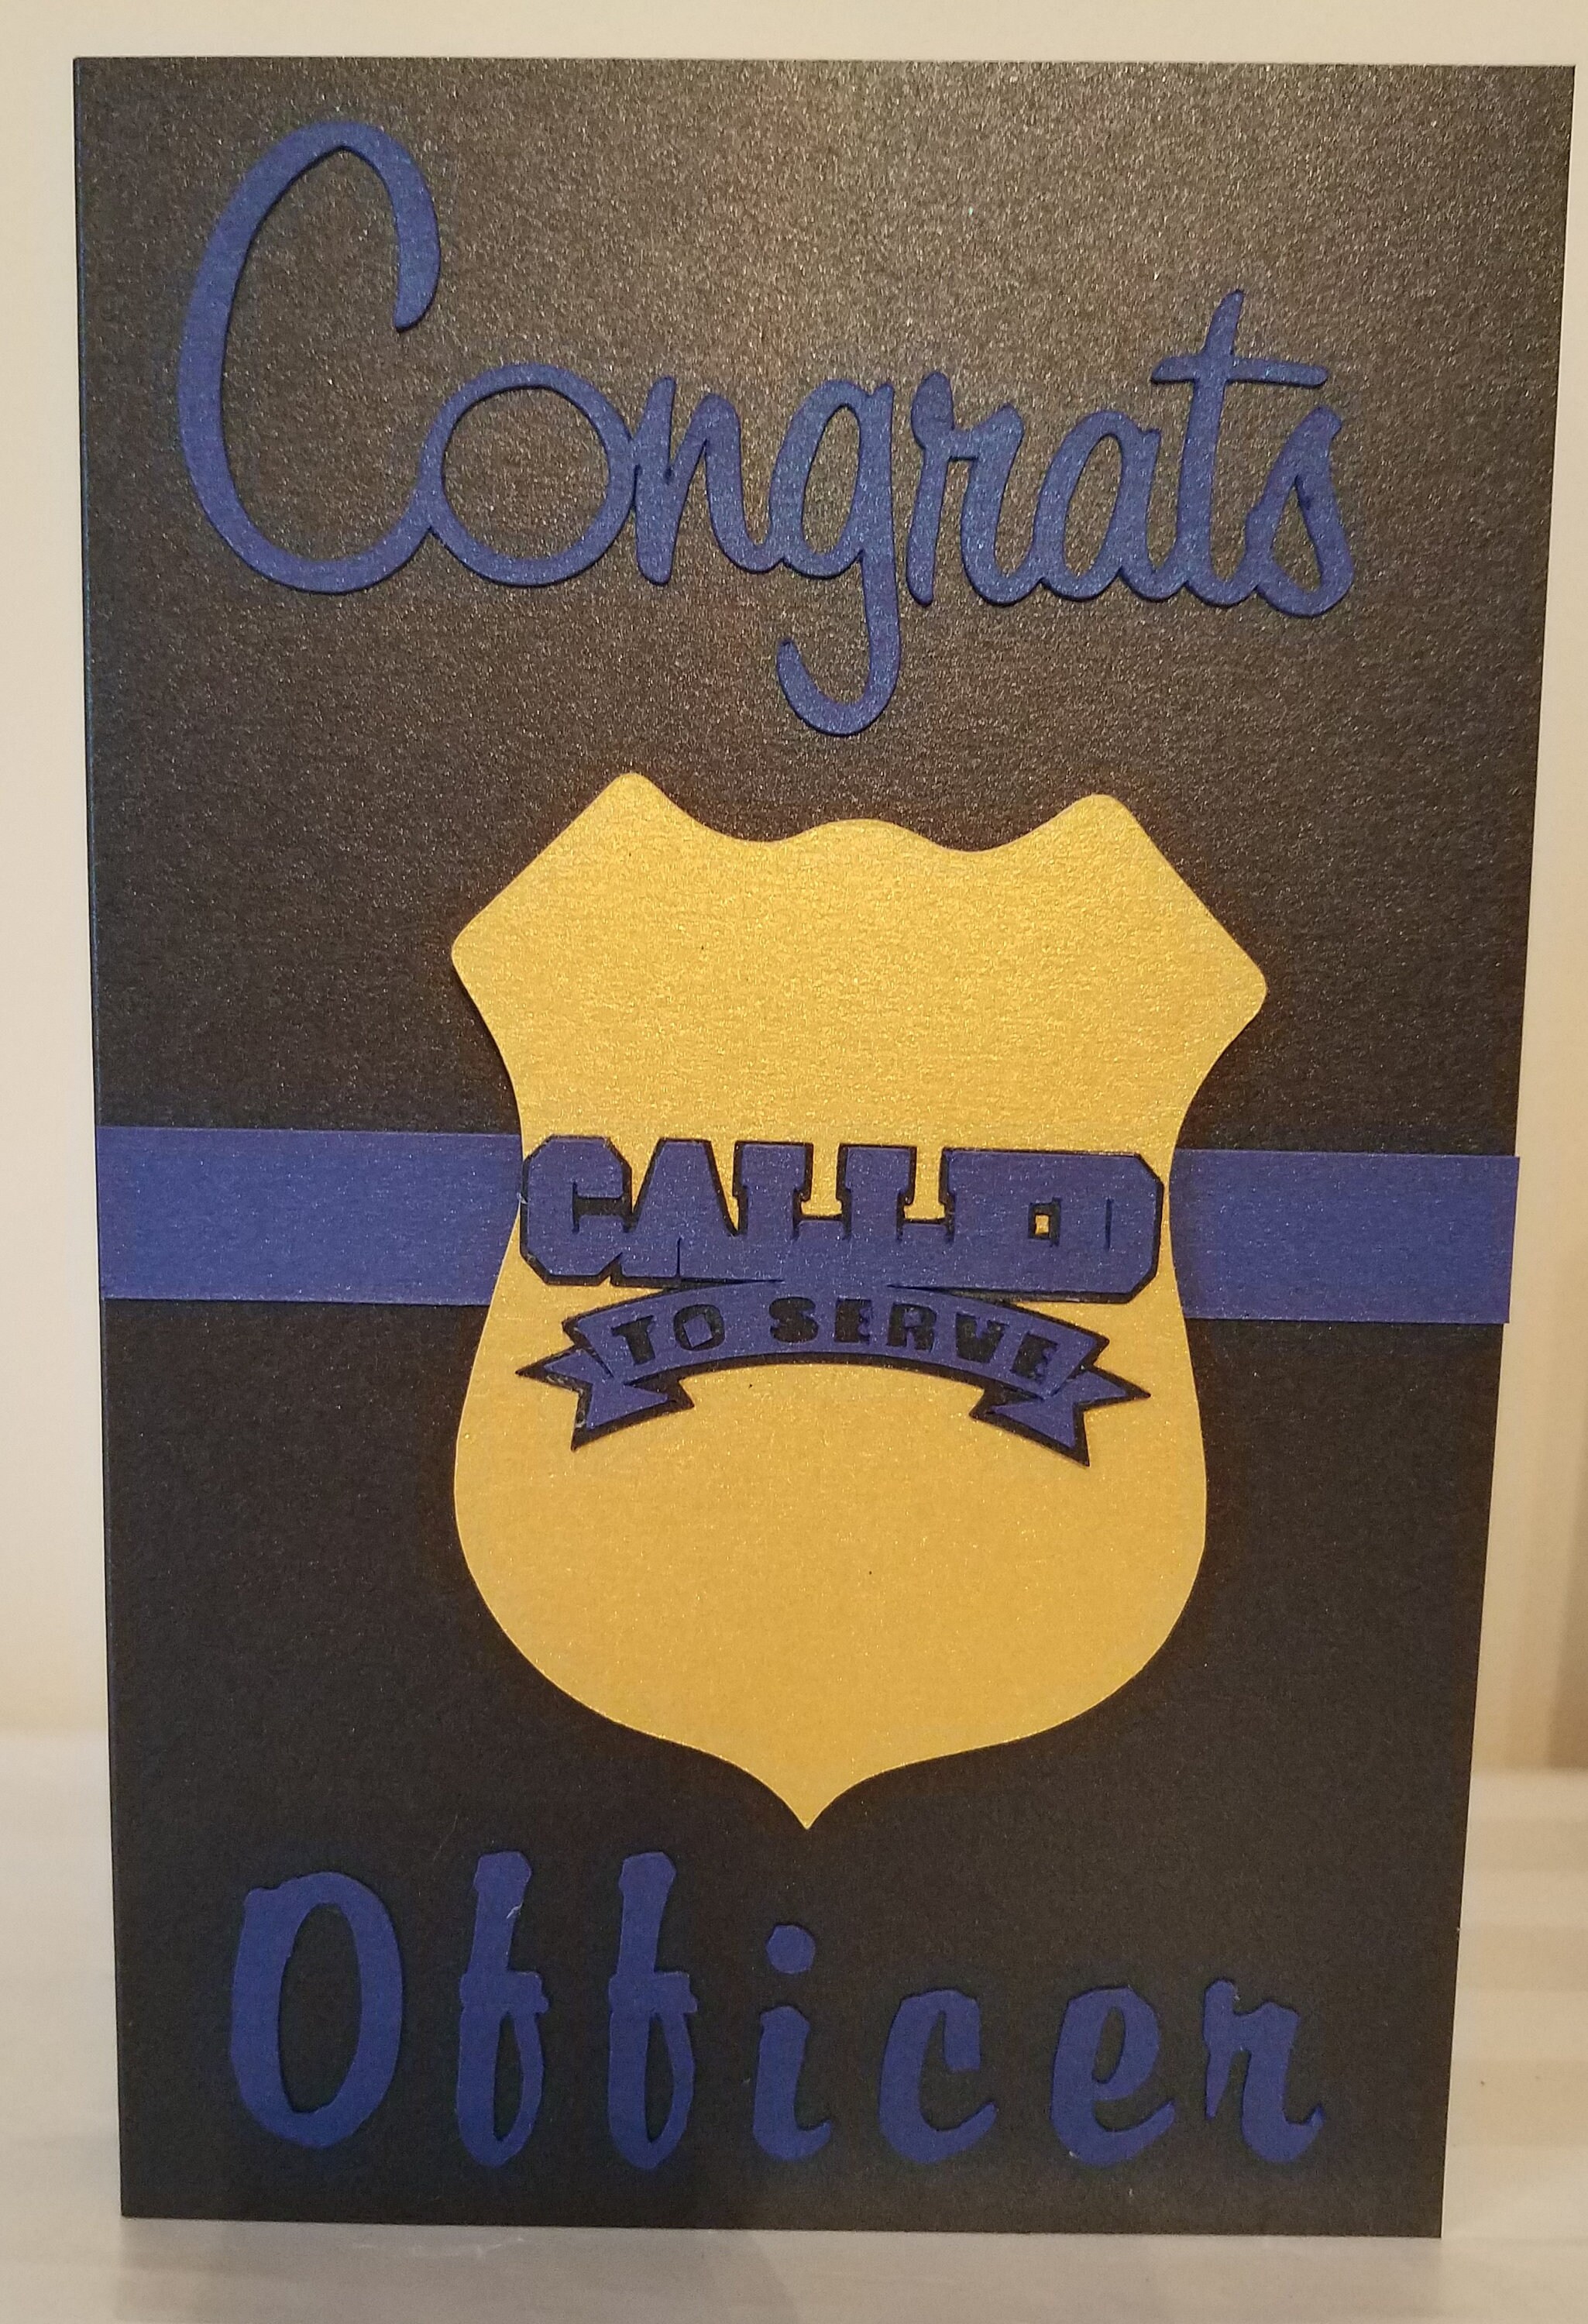 Congrats
CALLED
TO SERVE
Officer